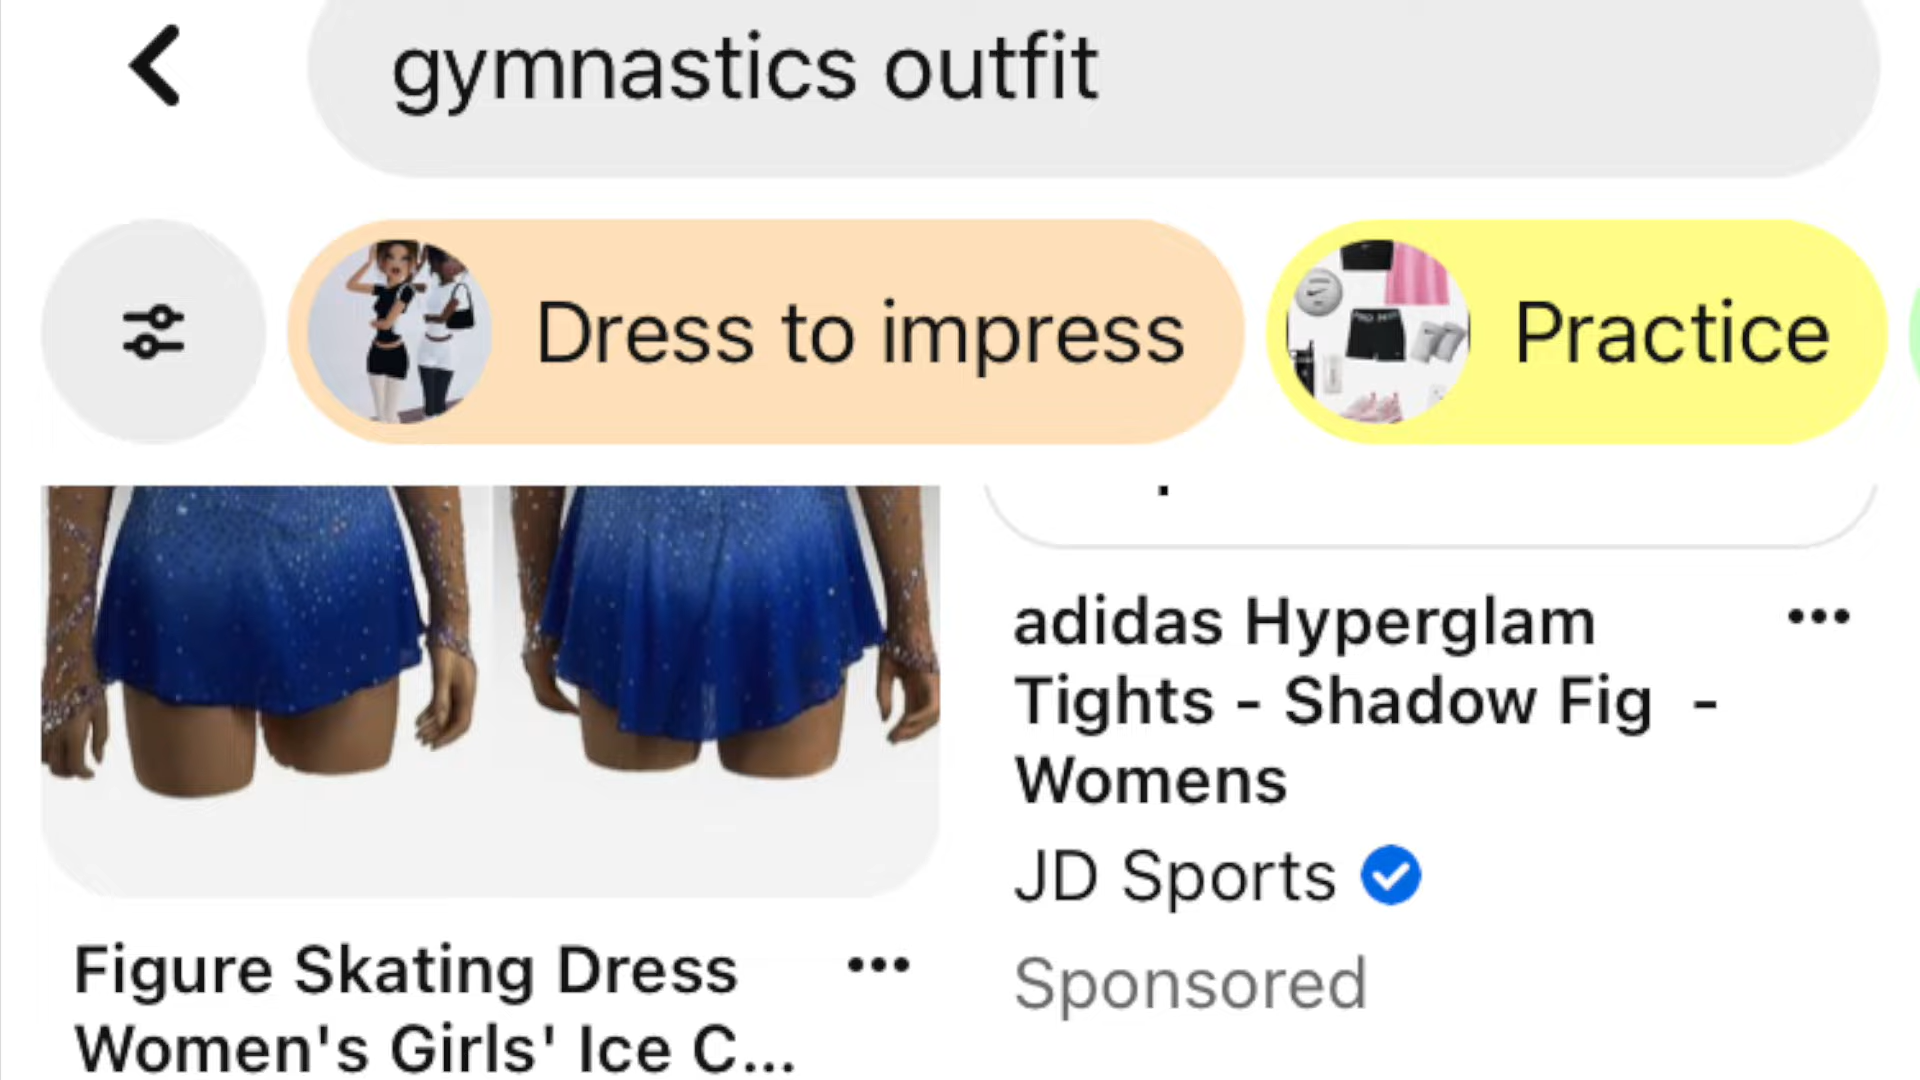 gymnastics outfit
Dress to impress
Practice
Figure Skating Dress
Women's Girls' Ice C...
adidas Hyperglam
Tights - Shadow Fig  -
Womens
JD Sports
Sponsored